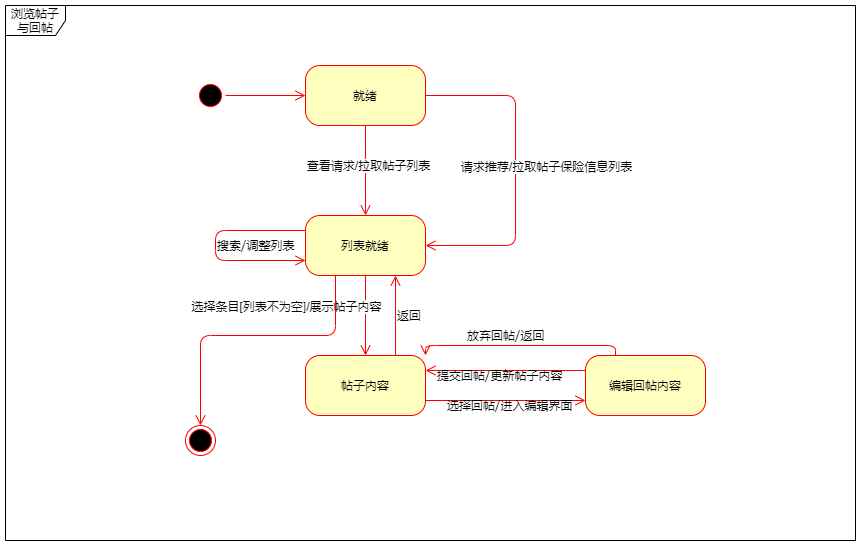 浏览帖子
与回帖
就绪
查看请求/拉取帖子列表
请求推荐/拉取帖子保险信息列表
搜索/调整列表
列表就绪
选择条目[列表不为空]/展示帖子内容
返回
放弃回帖/返回
提交回帖/更新帖子内容
帖子内容
编辑回帖内容
选择回帖/进入编辑界面